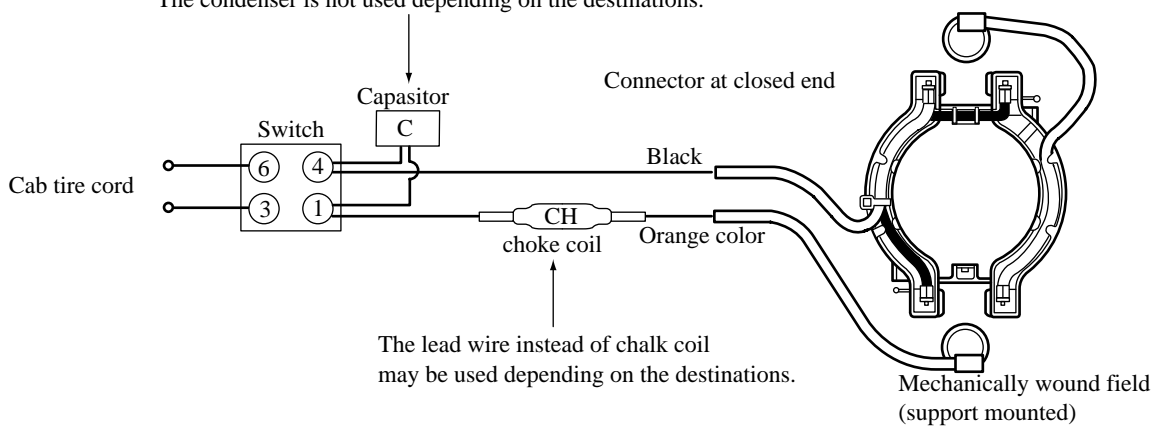 The condenser is not used depending on the destinations.
Connector at closed end
Capasitor
C
Switch
6 4
Black
Cab tire cord
3 1
CH
Orange color
choke coil
The lead wire instead of chalk coil
may be used depending on the destinations.
Mechanically wound field
(support mounted)